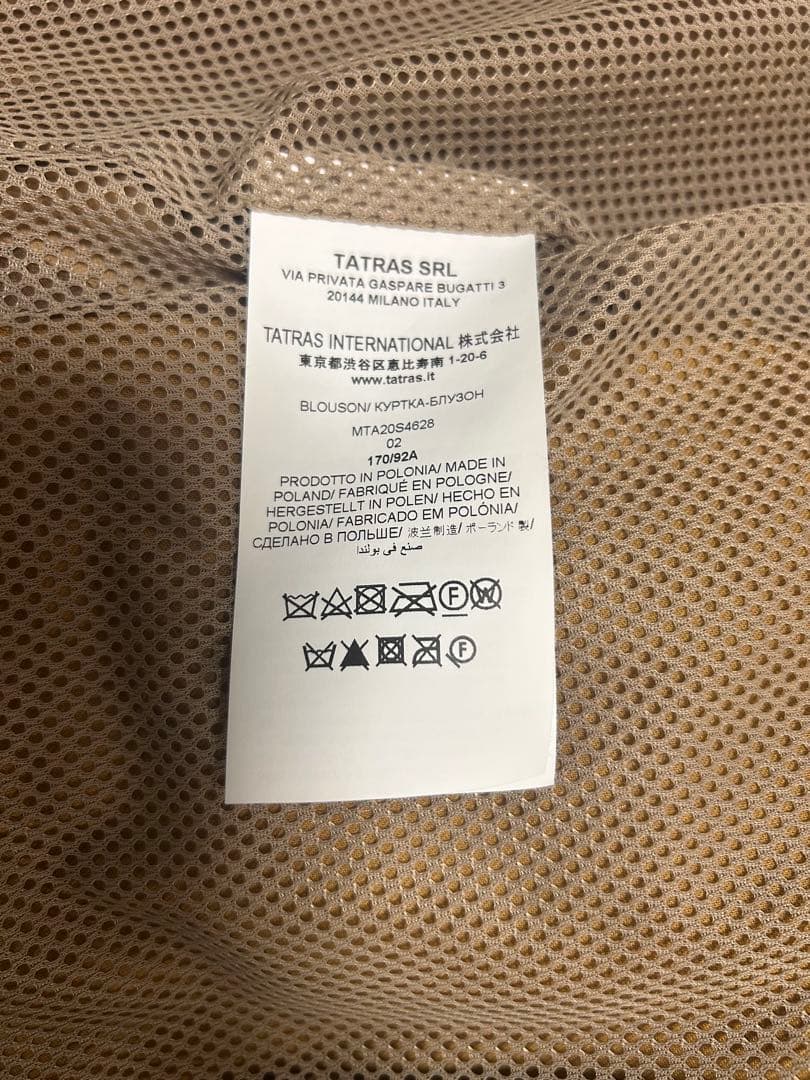 TATRAS SRL
VIA PRIVATA GASPARE BUGATTI 3
20144 MILANO ITALY
TATRAS INTERNATIONAL 株式会社
東京都渋谷区恵比寿南 1-20-6
www.tatras.it
BLOUSON/ КУРТКА-БЛУЗОН
MTA20S4628
02
170/92A
PRODOTTO IN POLONIA/ MADE IN
POLAND/ FABRIQUÉ EN POLOGNE/
HERGESTELLT IN POLEN/ HECHO EN
POLONIA/ FABRICADO EM POLÓNIA/
СДЕЛАНО В ПОЛЬШЕ/ 波兰制造/ ポーランド 製/
صنع في بولندا
F W
F